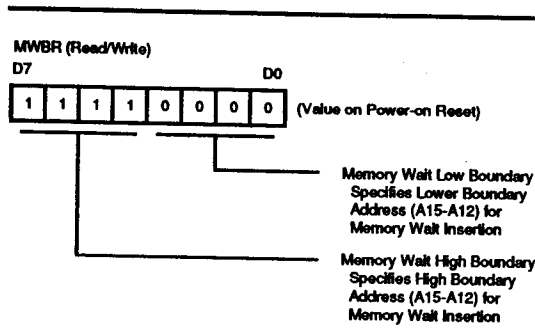 MWBR (Read/Write)
D7 D0
1 1 1 1 0 0 0 0 (Value on Power-on Reset)
Memory Wait Low Boundary
Specifies Lower Boundary
Address (A15-A12) for
Memory Wait Insertion
Memory Wait High Boundary
Specifies High Boundary
Address (A15-A12) for
Memory Wait Insertion